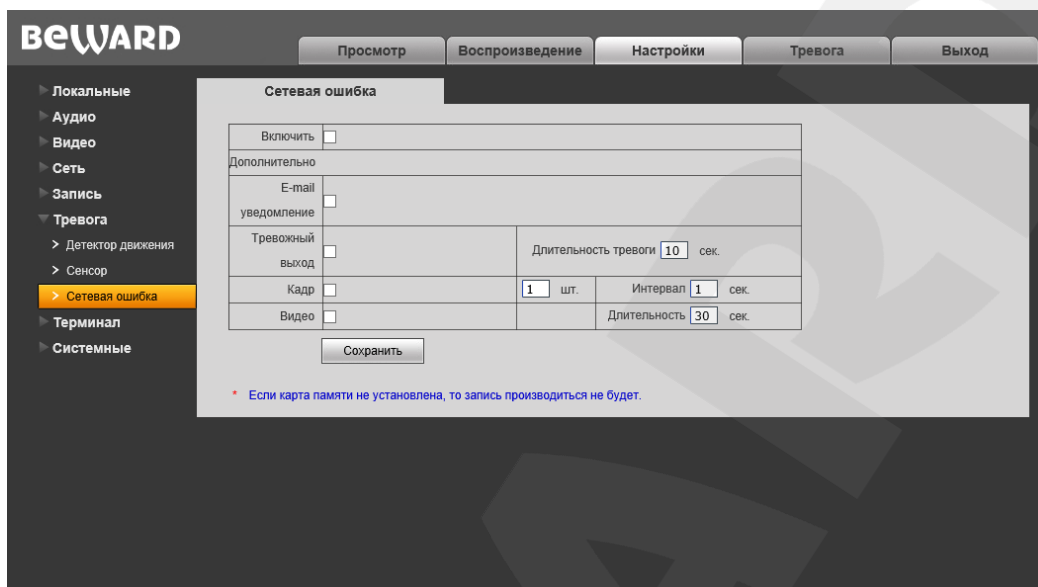 BEWARD
Просмотр
Воспроизведение
Настройки
Тревога
Выход
Локальные
Аудио
Видео
Сеть
Запись
Тревога
> Детектор движения
> Сенсор
> Сетевая ошибка
Терминал
Системные
Сетевая ошибка
Включить
Дополнительно
E-mail
уведомление
Тревожный
выход
Длительность тревоги 10 сек.
Кадр
1 шт.
Интервал 1 сек.
Видео
Длительность 30 сек.
Сохранить
* Если карта памяти не установлена, то запись производиться не будет.